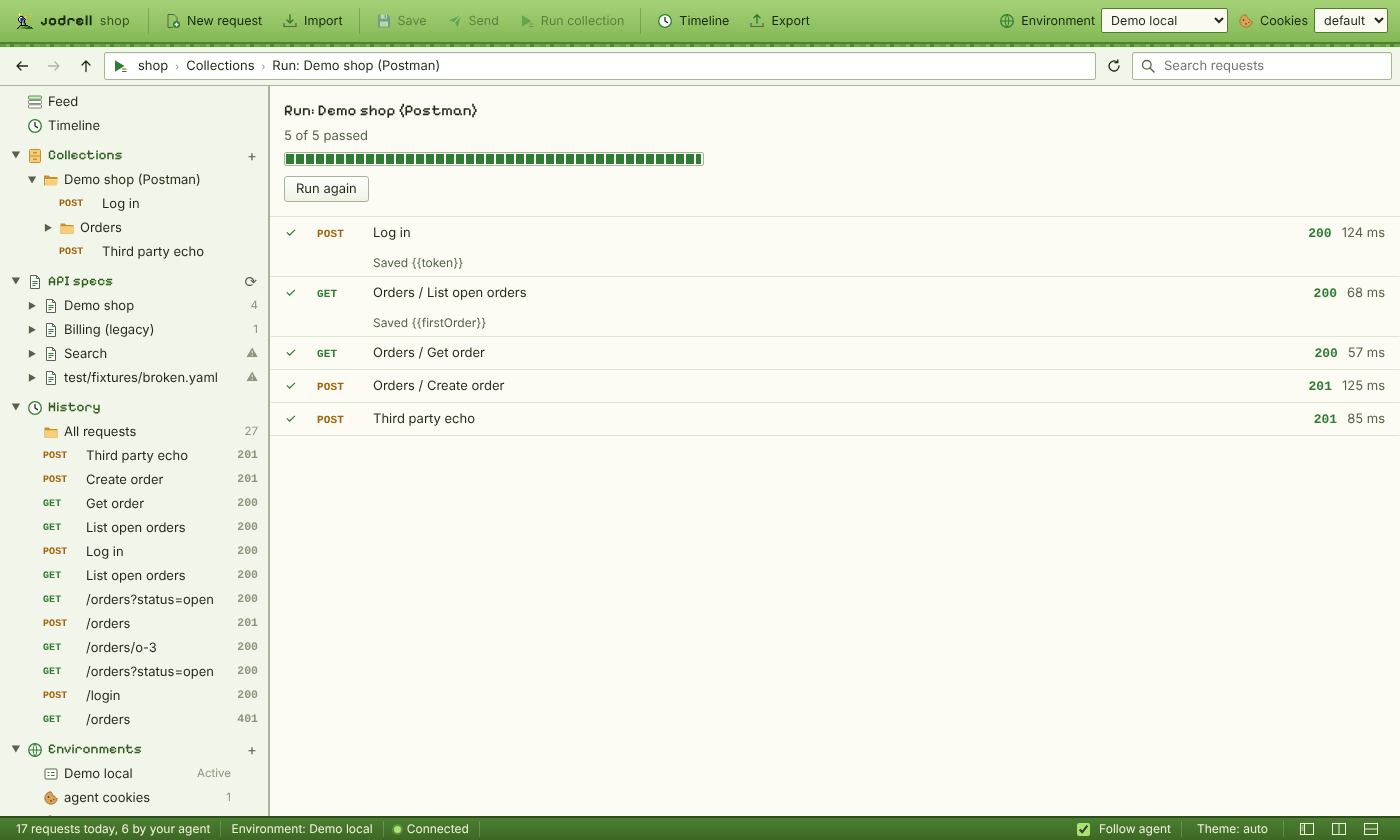 jodrell shop New request Import Save Send Run collection Timeline Export Environment Demo local Cookies default
shop › Collections › Run: Demo shop (Postman) Search requests
Feed
Timeline
Collections +
Demo shop (Postman)
POST Log in
Orders
POST Third party echo
API specs
Demo shop 4
Billing (legacy) 1
Search
test/fixtures/broken.yaml
History
All requests 27
POST Third party echo 201
POST Create order 201
GET Get order 200
GET List open orders 200
POST Log in 200
GET List open orders 200
GET /orders?status=open 200
POST /orders 201
GET /orders/o-3 200
GET /orders?status=open 200
POST /login 200
GET /orders 401
Environments +
Demo local Active
agent cookies 1
Run: Demo shop (Postman)
5 of 5 passed
Run again
POST Log in 200 124 ms
Saved {{token}}
GET Orders / List open orders 200 68 ms
Saved {{firstOrder}}
GET Orders / Get order 200 57 ms
POST Orders / Create order 201 125 ms
POST Third party echo 201 85 ms
17 requests today, 6 by your agent Environment: Demo local Connected Follow agent Theme: auto